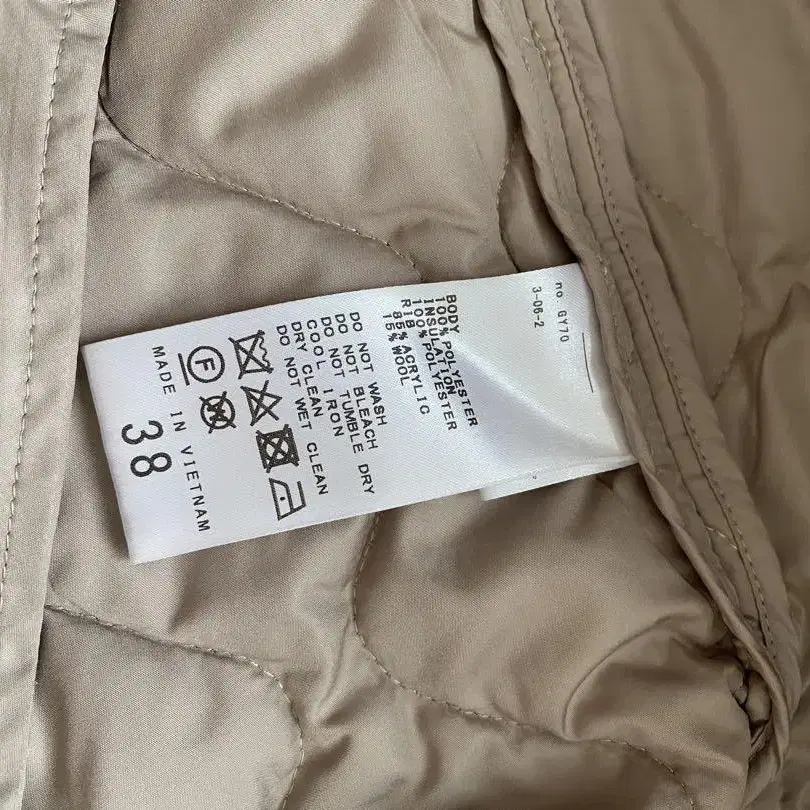 no. GY70
3-06-2
BODY
100% POLYESTER
INSULATION
100% POLYESTER
RIB
85% ACRYLIC
15% WOOL
DO NOT WASH
DO NOT BLEACH
DO NOT TUMBLE DRY
COOL IRON
DRY CLEAN
DO NOT WET CLEAN
F
W
MADE IN VIETNAM
38